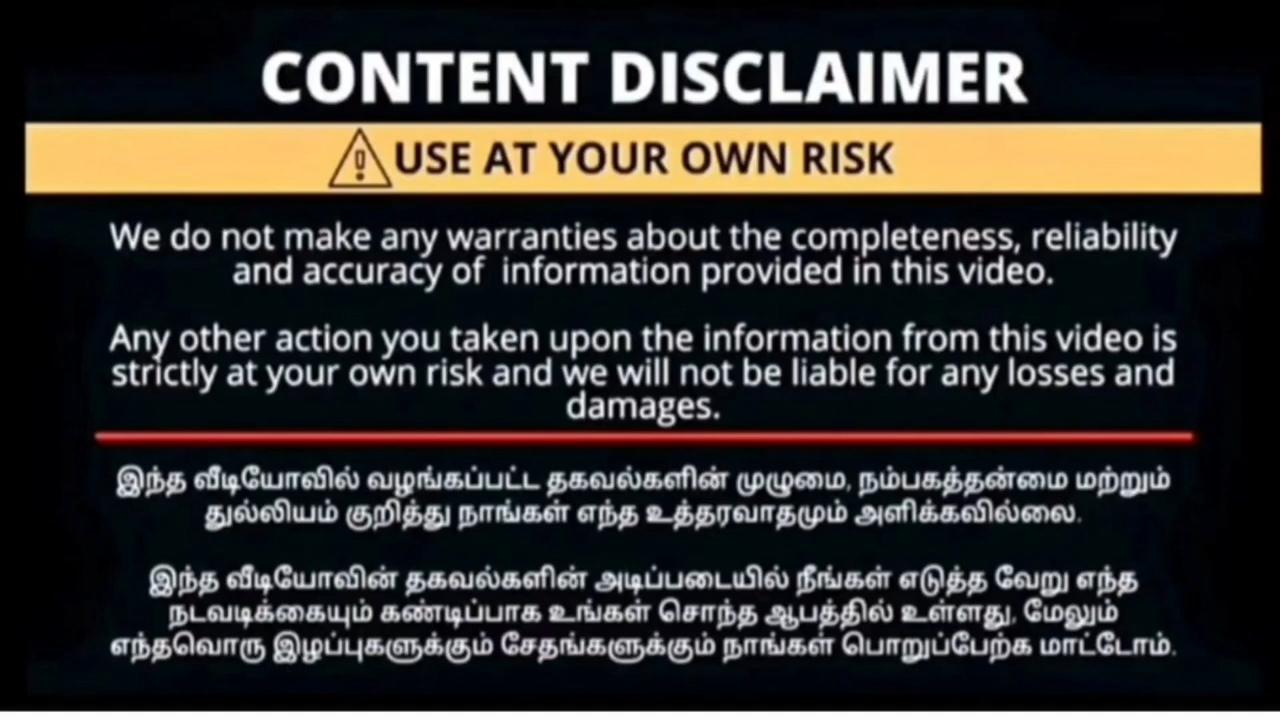 CONTENT DISCLAIMER
USE AT YOUR OWN RISK
We do not make any warranties about the completeness, reliability
and accuracy of information provided in this video.
Any other action you taken upon the information from this video is
strictly at your own risk and we will not be liable for any losses and
damages.
இந்த வீடியோவில் வழங்கப்பட்ட தகவல்களின் முழுமை, நம்பகத்தன்மை மற்றும்
துல்லியம் குறித்து நாங்கள் எந்த உத்தரவாதமும் அளிக்கவில்லை.
இந்த வீடியோவின் தகவல்களின் அடிப்படையில் நீங்கள் எடுத்த வேறு எந்த
நடவடிக்கையும் கண்டிப்பாக உங்கள் சொந்த ஆபத்தில் உள்ளது, மேலும்
எந்தவொரு இழப்புகளுக்கும் சேதங்களுக்கும் நாங்கள் பொறுப்பேற்க மாட்டோம்.